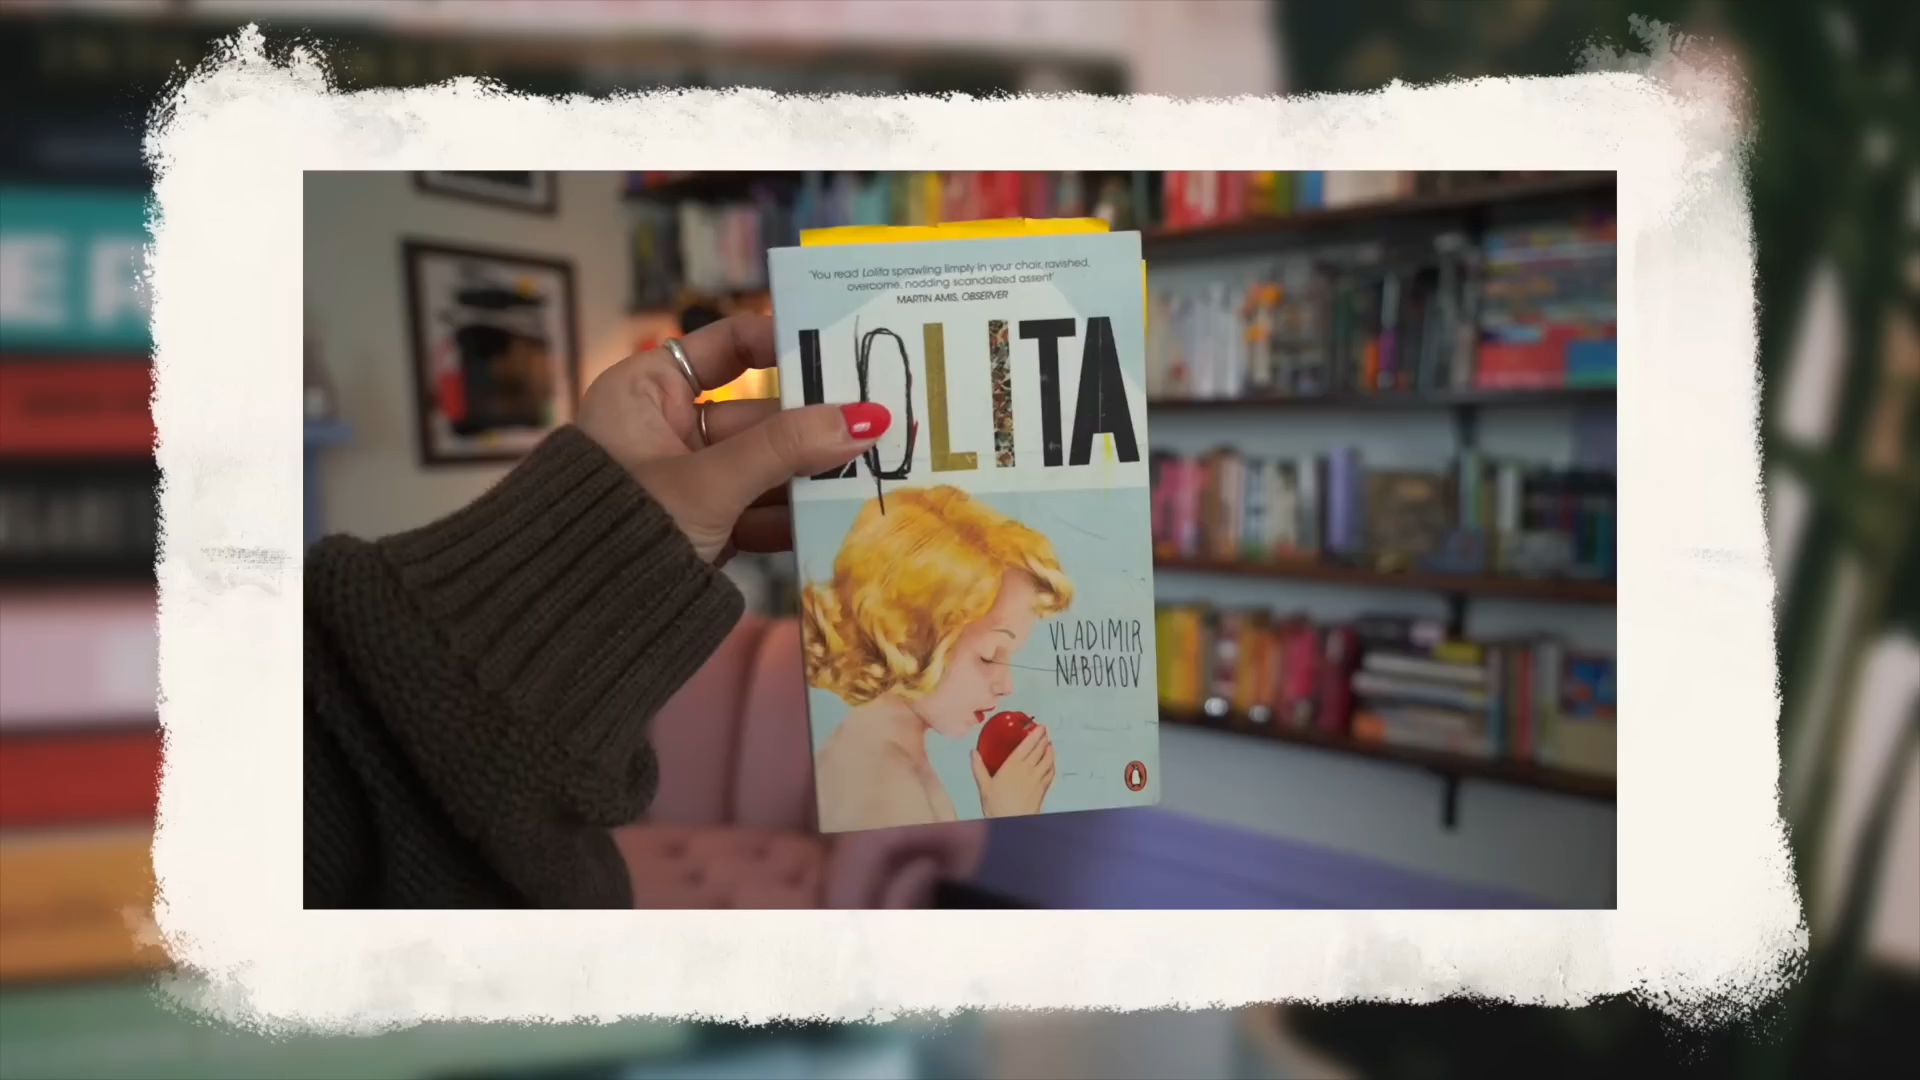 'You read Lolita sprawling limply in your chair, ravished,
overcome, nodding scandalized assent'
MARTIN AMIS, OBSERVER
LOLITA
VLADIMIR
NABOKOV